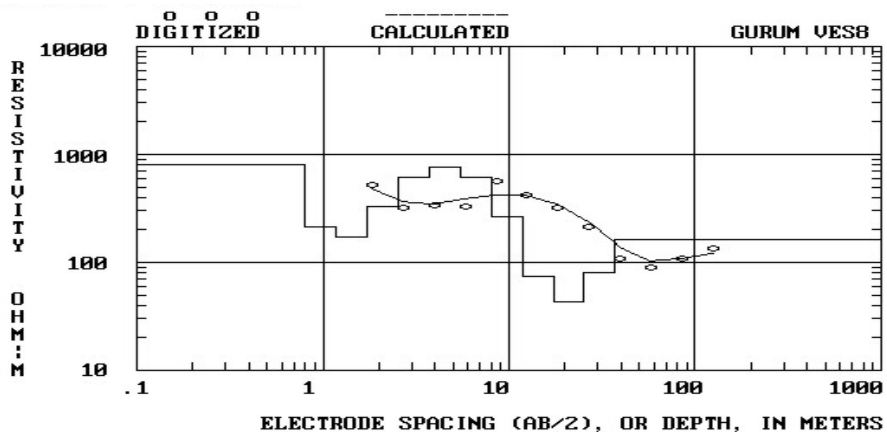 DIGITIZED
CALCULATED
GURUM VES8
RESISTIVITY OHM-M
10000
1000
100
10
.1
1
10
100
1000
ELECTRODE SPACING (AB/2), OR DEPTH, IN METERS